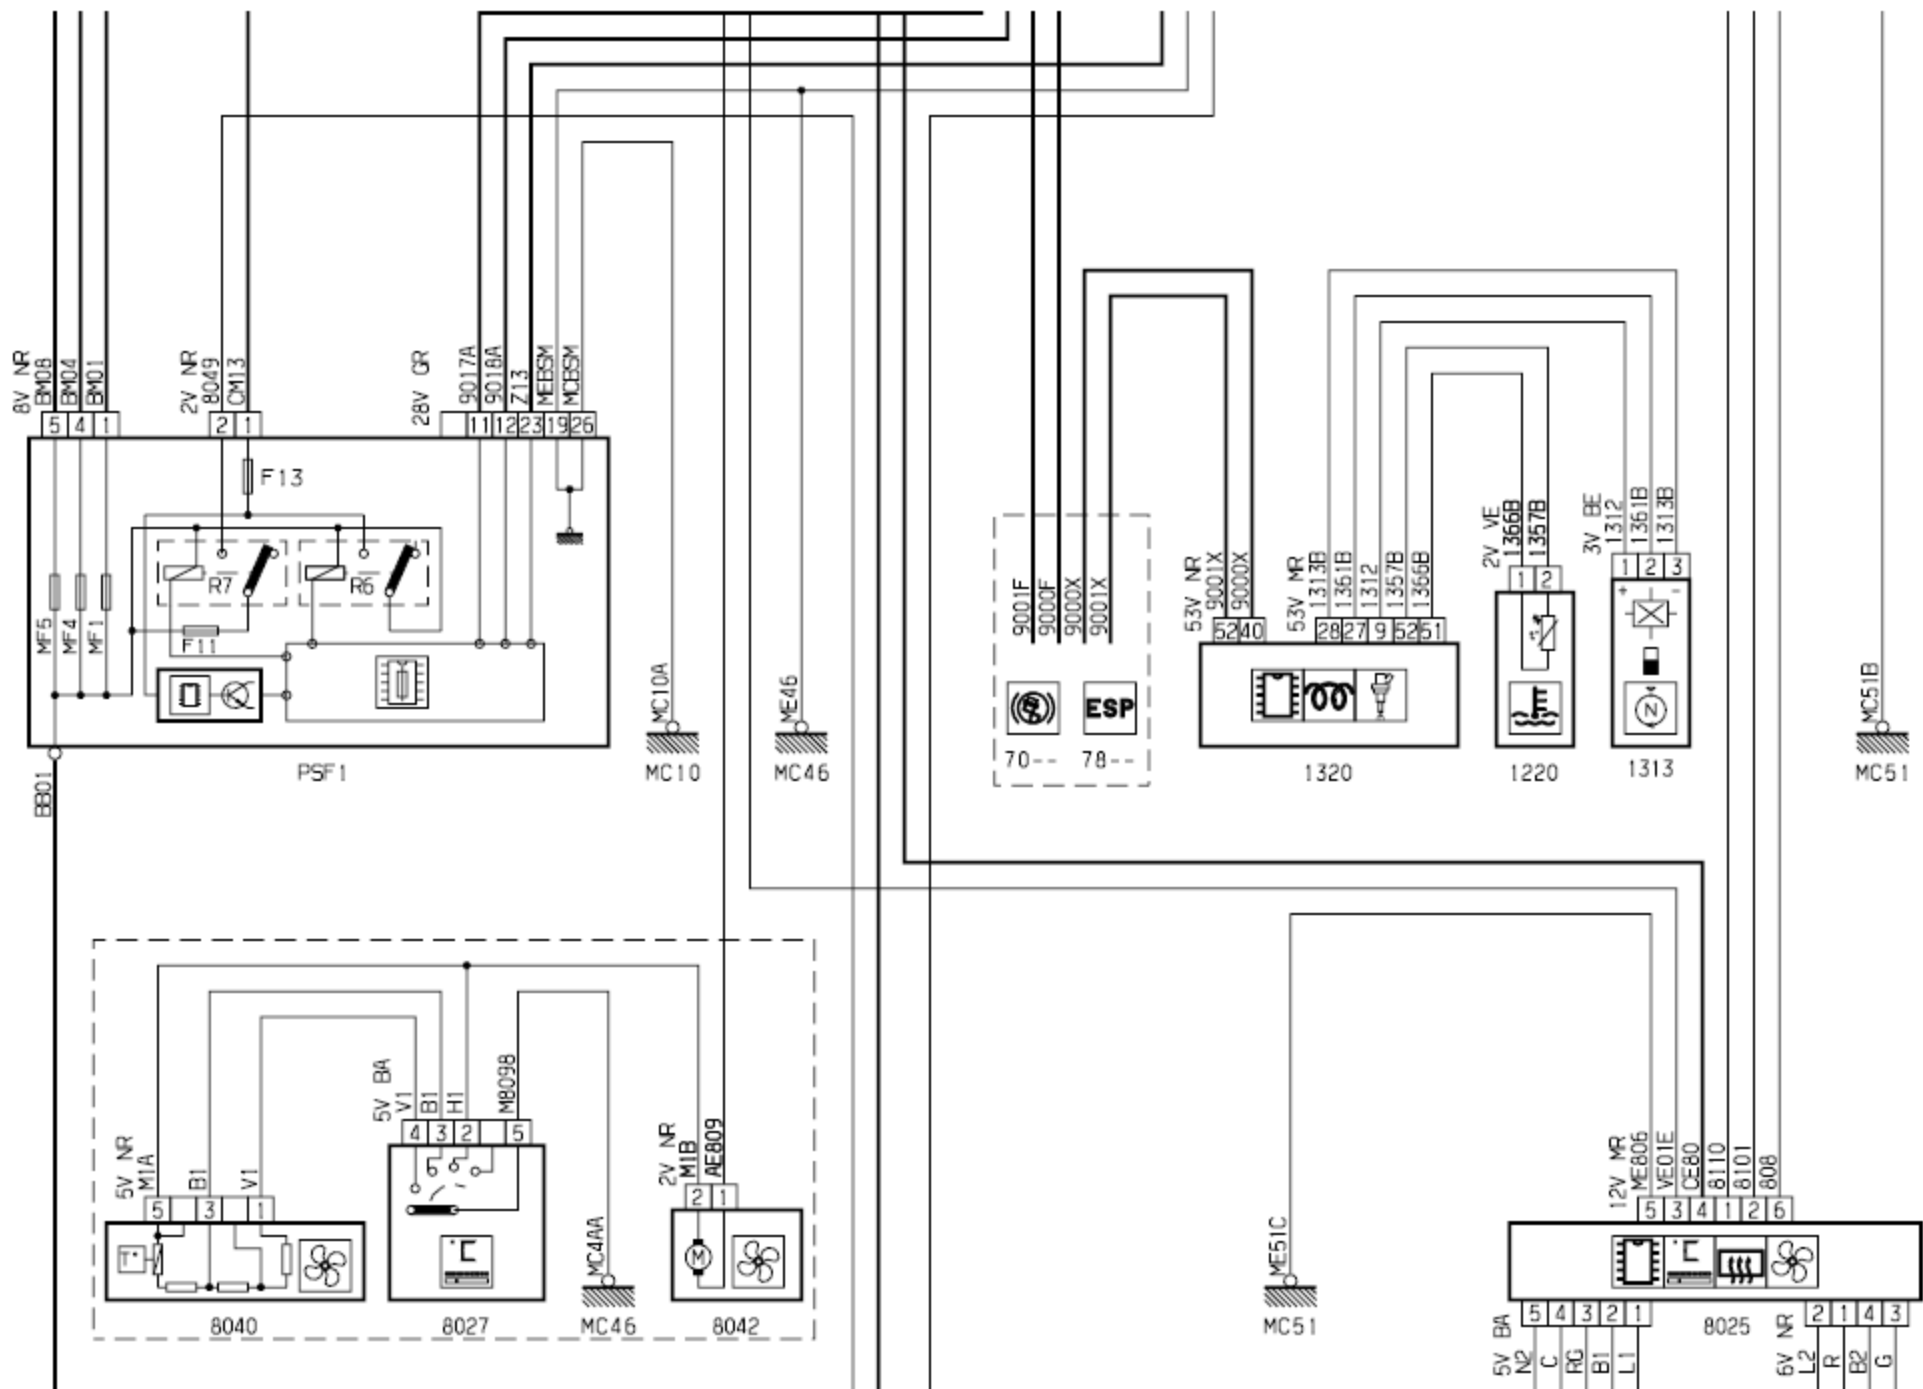 8V NR
BM08
BM04
BM01
2V NR
8049
CM13
28V GR
9017A
9018A
Z13
MEBSM
MCBSM
5 4 1
2 1
11 12 23 19 26
F13
R7
R6
F11
MF5
MF4
MF1
PSF1
BB01
MC10A
MC10
ME46
MC46
9001F
9000F
9000X
9001X
ESP
70--
78--
53V NR
9001X
9000X
53V MR
1313B
1361B
1312
1357B
1366B
52 40
28 27 9 52 51
1320
2V VE
1366B
1357B
1 2
1220
3V BE
1312
1361B
1313B
1 2 3
+ -
N
1313
MC51B
MC51
5V NR
M1A
B1
V1
5 3 1
T°
8040
5V BA
V1
B1
H1
M8098
4 3 2 5
°C
8027
MC4AA
MC46
2V NR
M1B
AE809
2 1
M
8042
ME51C
MC51
12V MR
ME806
VE01E
CE80
8110
8101
808
5 3 4 1 2 6
°C
8025
5 4 3 2 1
5V BA
N2
C
RG
B1
L1
2 1 4 3
6V NR
L2
R
B2
G